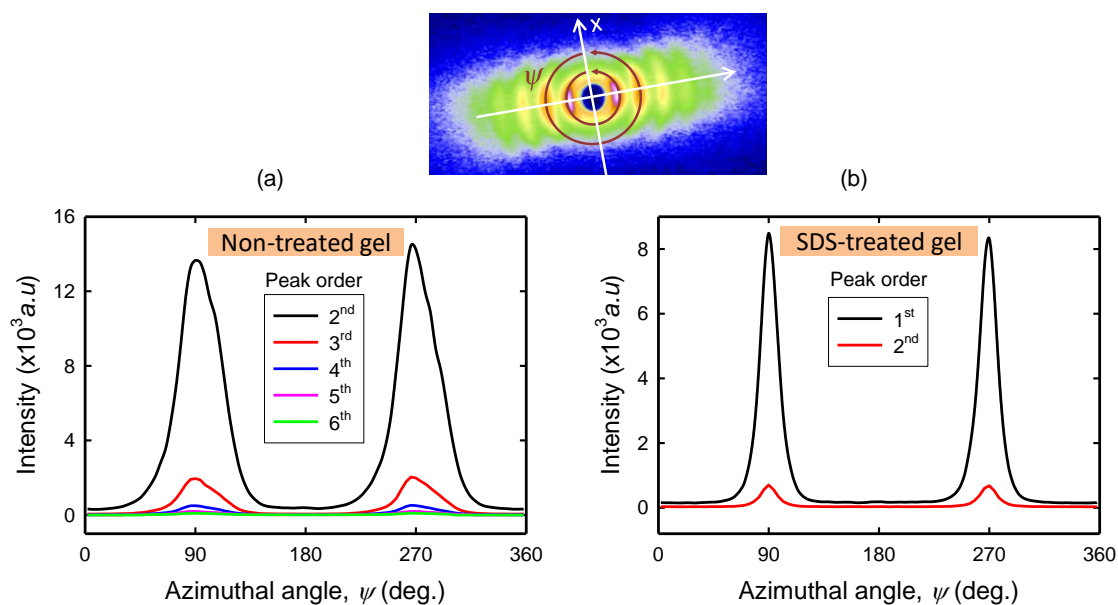 x
ψ
(a)
(b)
Non-treated gel
Peak order
2nd
3rd
4th
5th
6th
16
12
8
4
0
Intensity (x10³a.u)
0 90 180 270 360
Azimuthal angle, ψ (deg.)
SDS-treated gel
Peak order
1st
2nd
8
6
4
2
0
Intensity (x10³a.u)
0 90 180 270 360
Azimuthal angle, ψ (deg.)